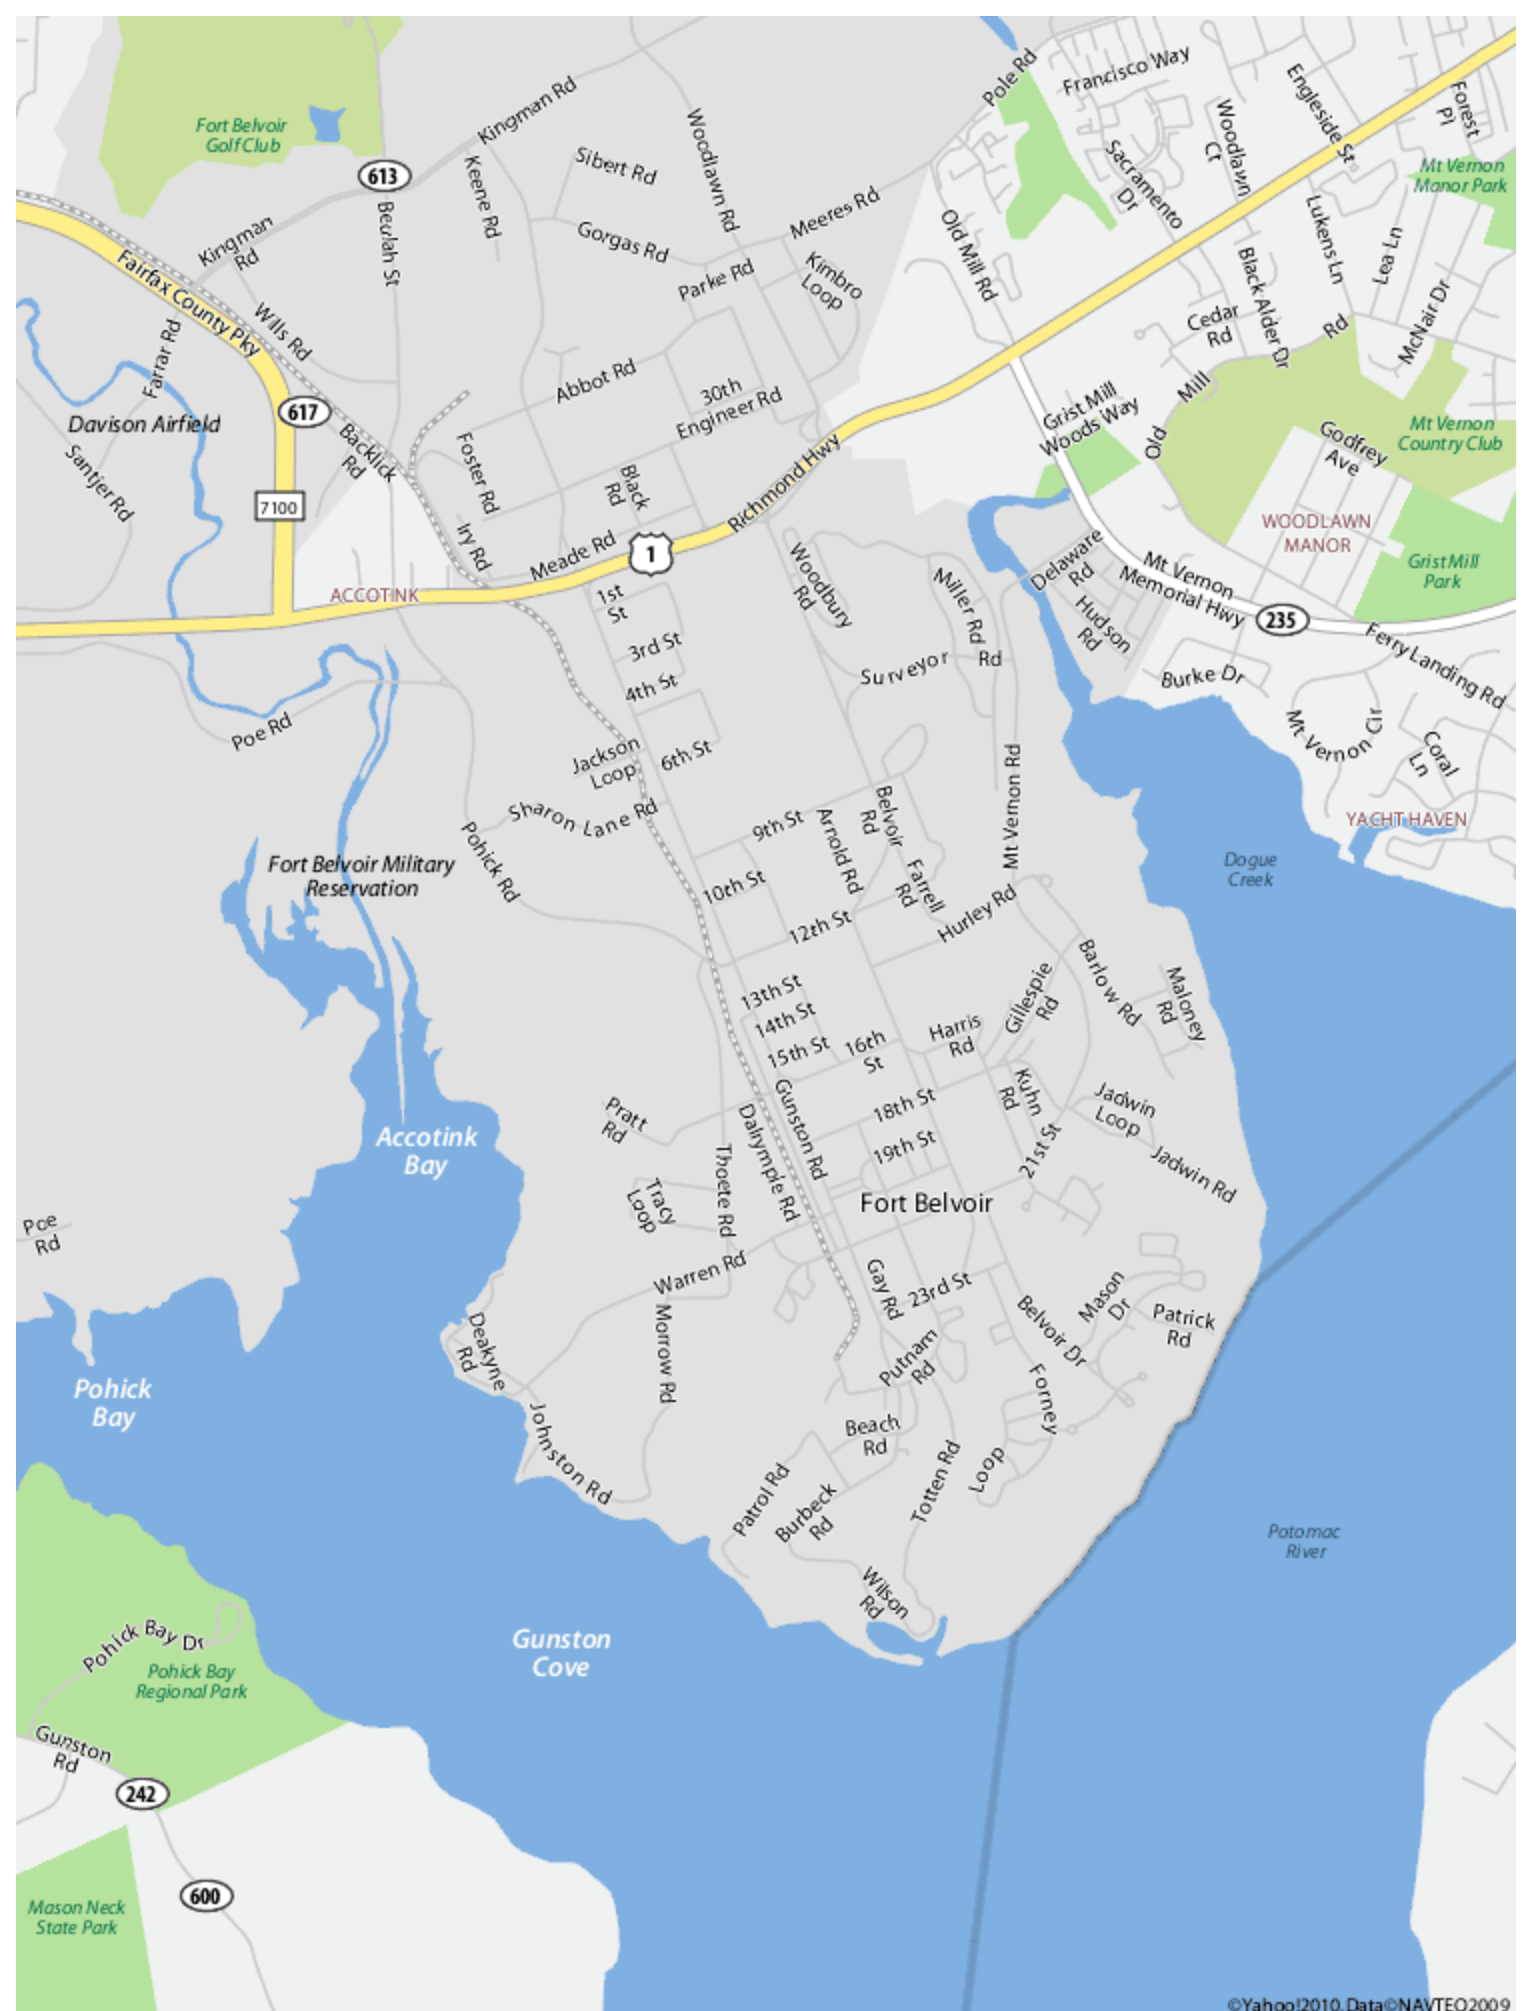 Pole Rd
Francisco Way
Engleside St
Forest
Pl
Fort Belvoir
Golf Club
Kingman Rd
Woodlawn Rd
Woodlawn
Ct
Sibert Rd
Sacramento
Dr
Mt Vernon
Manor Park
613
Keene Rd
Beulah St
Meeres Rd
Kingman
Rd
Gorgas Rd
Old Mill Rd
Lukens Ln
Lea Ln
Fairfax County Pky
Parke Rd
Kimbro
Loop
Black Alder Dr
McNair Dr
Wills Rd
Farrar Rd
Cedar
Rd
Old Mill Rd
Abbot Rd
30th
Engineer Rd
Grist Mill
Woods Way
617
Davison Airfield
Mt Vernon
Country Club
Godfrey
Ave
Backlick
Rd
Foster Rd
Santjer Rd
Black
Rd
Richmond Hwy
7100
WOODLAWN
MANOR
Iry Rd
Meade Rd
1
Woodbury
Rd
Delaware
Rd
Mt Vernon
Memorial Hwy
Grist Mill
Park
ACCOTINK
1st
St
Miller Rd
Hudson
Rd
235
3rd St
Ferry Landing Rd
Surveyor Rd
4th St
Burke Dr
Poe Rd
Mt Vernon Cir
Jackson
Loop
6th St
Coral
Ln
Sharon Lane Rd
Mt Vernon Rd
Belvoir
Rd
9th St
Arnold Rd
YACHT HAVEN
Pohick Rd
Fort Belvoir Military
Reservation
Dogue
Creek
10th St
Farrell
Rd
12th St
Hurley Rd
Barlow Rd
Maloney
Rd
13th St
Gillespie
Rd
14th St
Harris
Rd
15th St
16th
St
Gunston Rd
Kuhn
Rd
Pratt
Rd
18th St
Jadwin
Loop
Accotink
Bay
Dalrymple Rd
19th St
21st St
Jadwin Rd
Thoete Rd
Tracy
Loop
Fort Belvoir
Poe
Rd
Warren Rd
Gay Rd
23rd St
Mason
Dr
Belvoir Dr
Patrick
Rd
Deakyne
Rd
Morrow Rd
Putnam
Rd
Pohick
Bay
Forney Loop
Johnston Rd
Beach
Rd
Totten Rd
Patrol Rd
Burbeck
Rd
Potomac
River
Wilson
Rd
Pohick Bay Dr
Gunston
Cove
Pohick Bay
Regional Park
Gunston
Rd
242
600
Mason Neck
State Park
©Yahoo!2010, Data©NAVTEQ2009